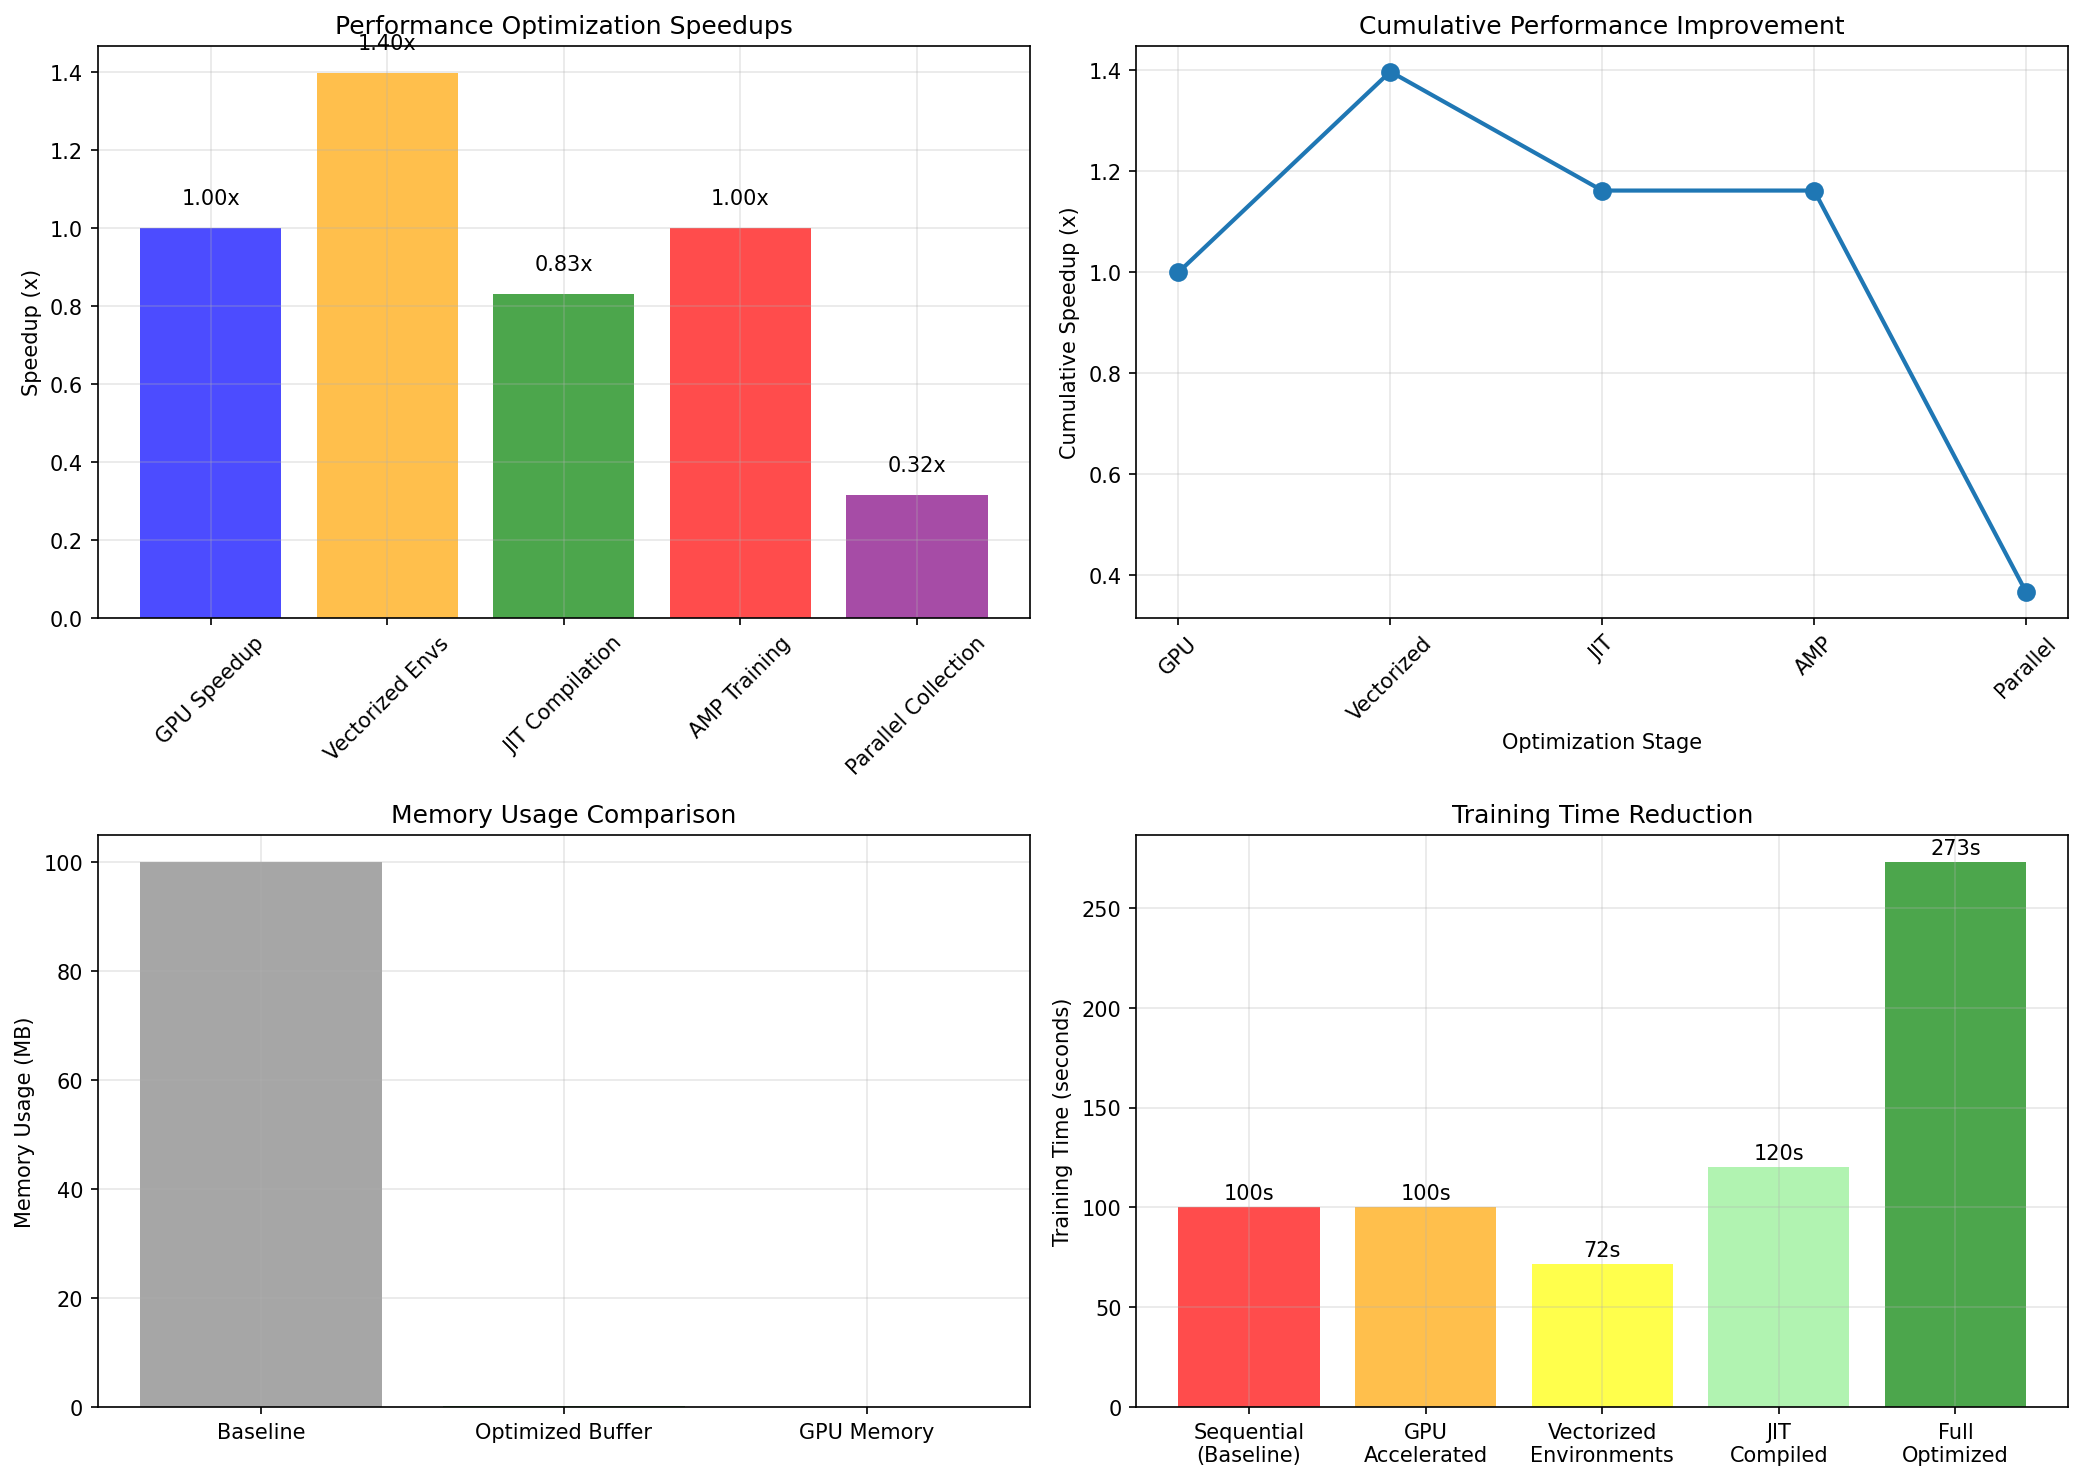 Performance Optimization Speedups
1.40x
1.4
1.2
1.00x
1.00x
1.0
0.83x
0.8
0.6
0.32x
0.4
0.2
0.0
Speedup (x)
GPU Speedup
Vectorized Envs
JIT Compilation
AMP Training
Parallel Collection
Cumulative Performance Improvement
1.4
1.2
1.0
0.8
0.6
0.4
Cumulative Speedup (x)
GPU
Vectorized
JIT
AMP
Parallel
Optimization Stage
Memory Usage Comparison
100
80
60
40
20
0
Memory Usage (MB)
Baseline
Optimized Buffer
GPU Memory
Training Time Reduction
273s
250
200
150
120s
100s
100s
100
72s
50
0
Training Time (seconds)
Sequential
(Baseline)
GPU
Accelerated
Vectorized
Environments
JIT
Compiled
Full
Optimized